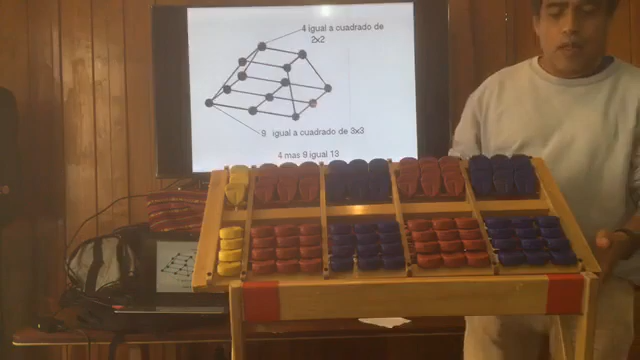 4 igual a cuadrado de
2x2
9 igual a cuadrado de 3x3
4 mas 9 igual 13